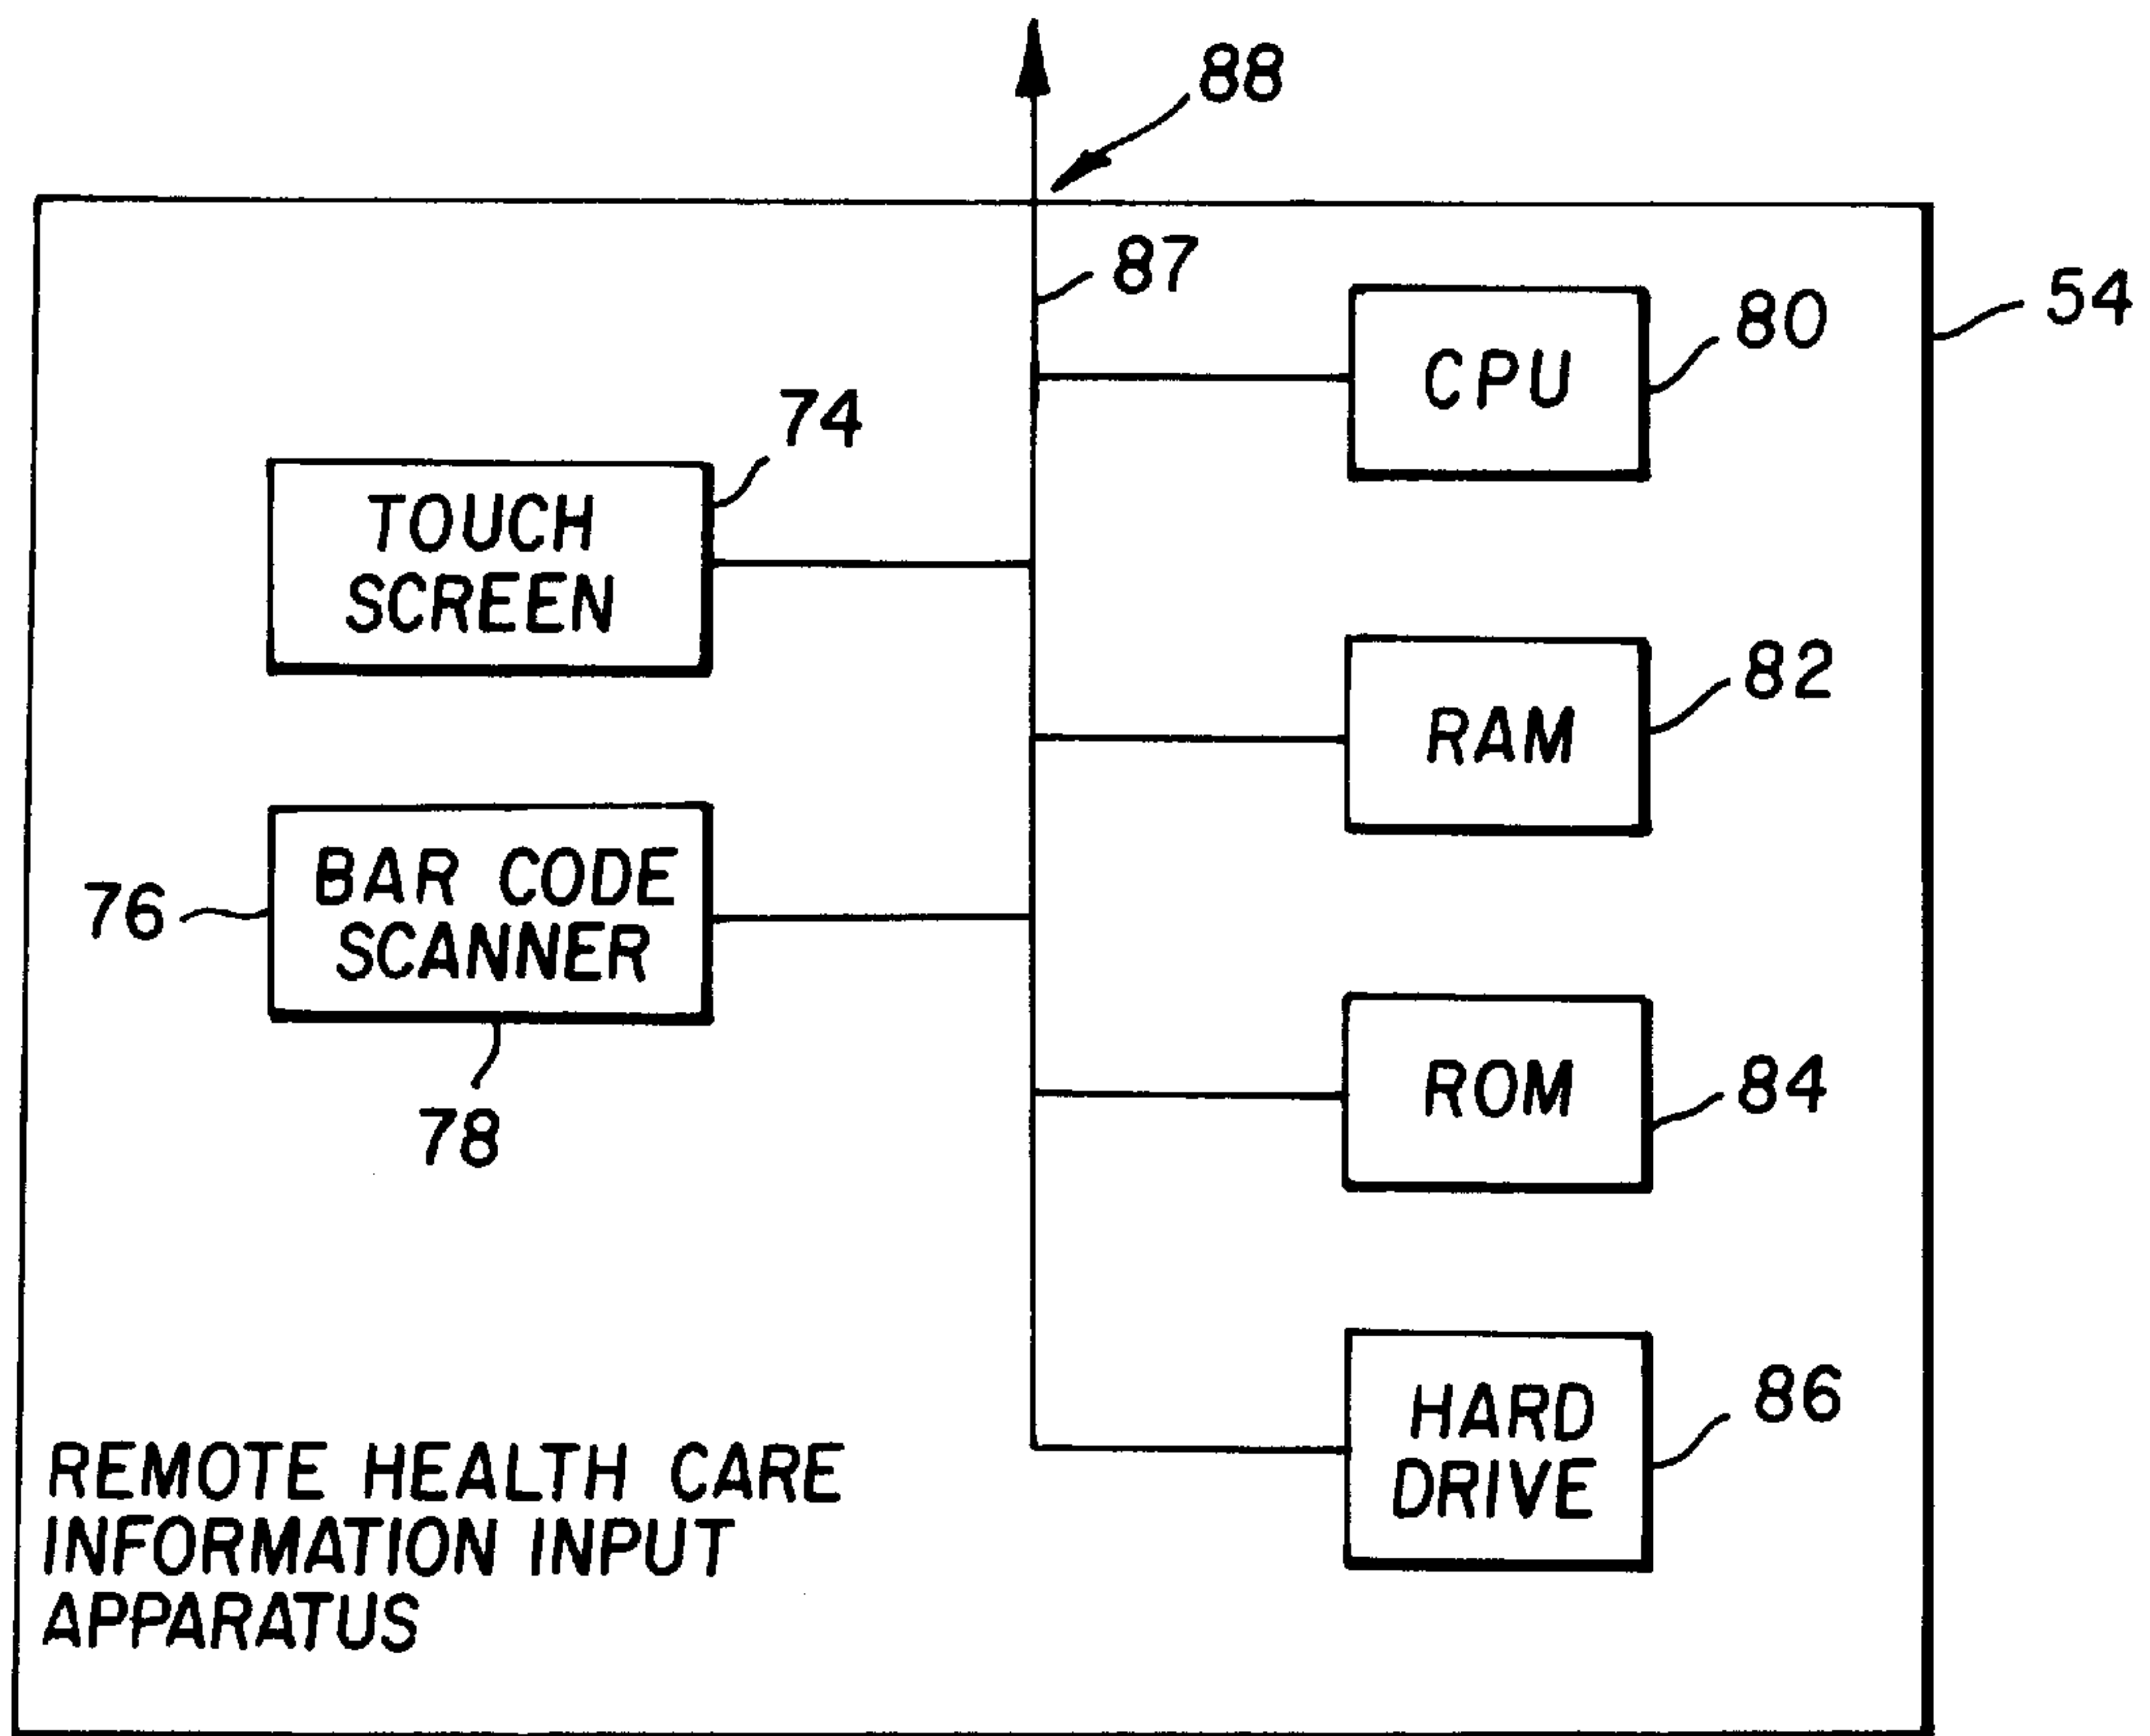 88
87
54
80
CPU
74
TOUCH
SCREEN
82
RAM
76
BAR CODE
SCANNER
78
84
ROM
86
HARD
DRIVE
REMOTE HEALTH CARE
INFORMATION INPUT
APPARATUS